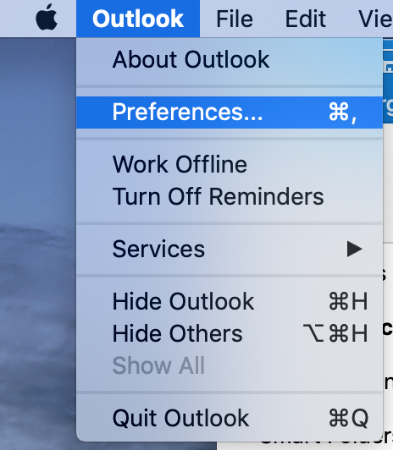 Outlook File Edit
About Outlook
Preferences... ⌘,
Work Offline
Turn Off Reminders
Services ▶
Hide Outlook ⌘H
Hide Others ⌥⌘H
Show All
Quit Outlook ⌘Q